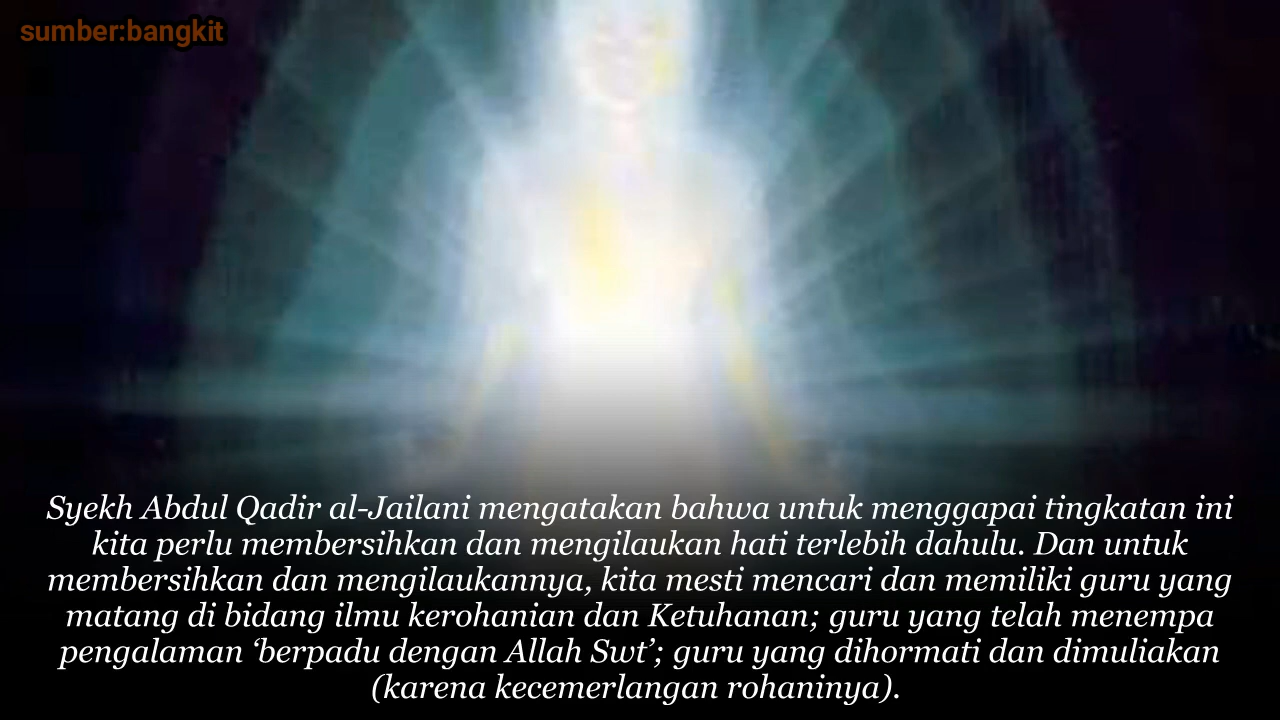 sumber:bangkit
Syekh Abdul Qadir al-Jailani mengatakan bahwa untuk menggapai tingkatan ini
kita perlu membersihkan dan mengilaukan hati terlebih dahulu. Dan untuk
membersihkan dan mengilaukannya, kita mesti mencari dan memiliki guru yang
matang di bidang ilmu kerohanian dan Ketuhanan; guru yang telah menempa
pengalaman ‘berpadu dengan Allah Swt’; guru yang dihormati dan dimuliakan
(karena kecemerlangan rohaninya).